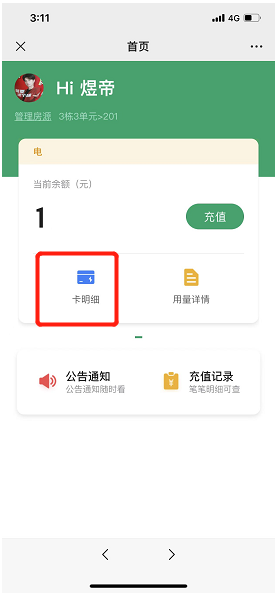 3:11 4G
首页
Hi 煜帝
管理房源 3栋3单元>201
电
当前余额（元）
1 充值
卡明细 用量详情
公告通知 充值记录
公告通知随时看 笔笔明细可查